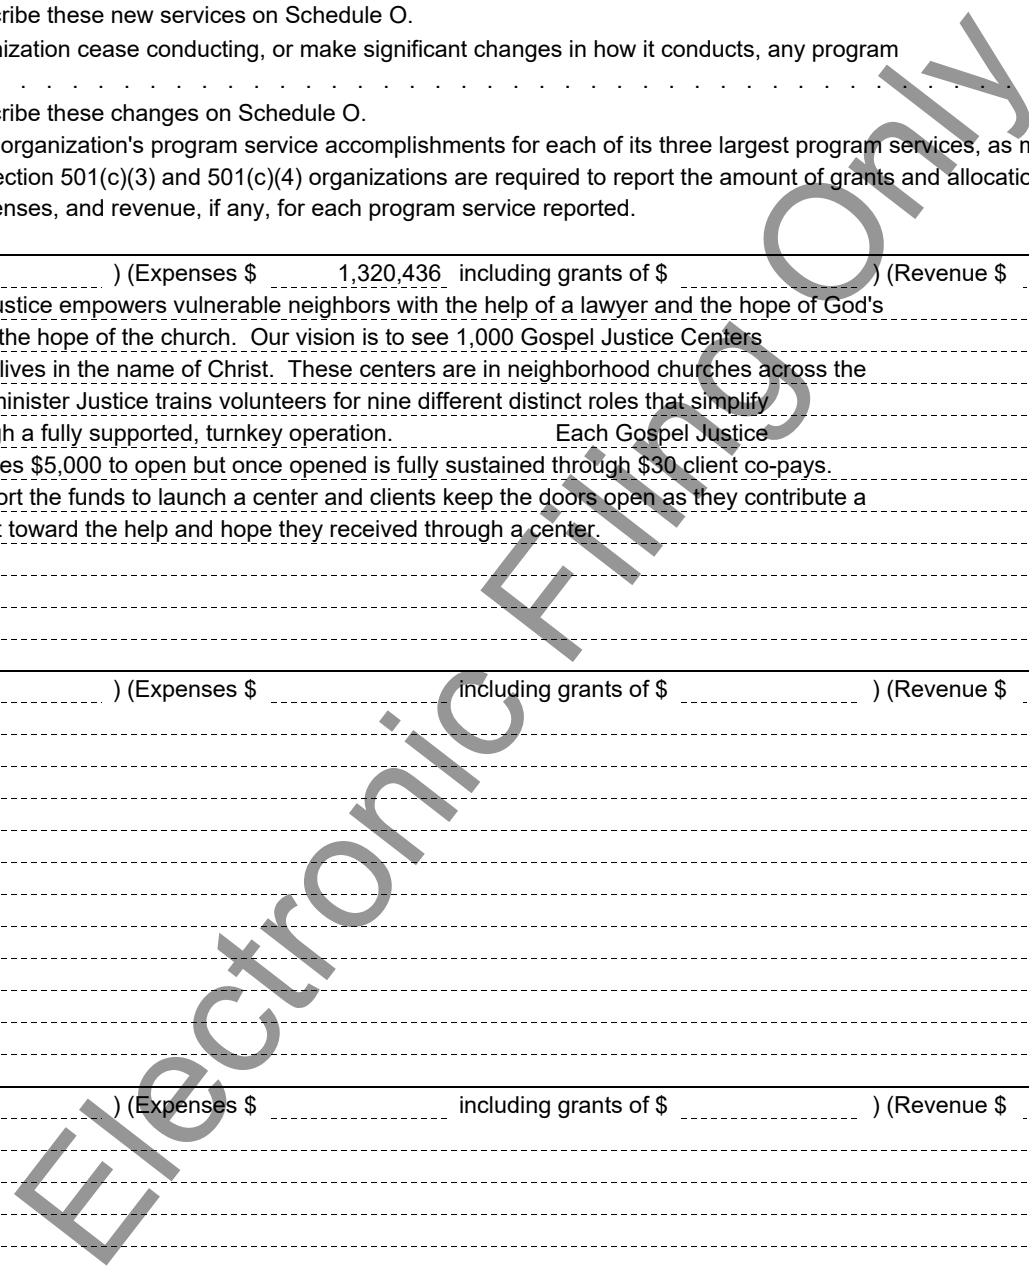 ribe these new services on Schedule O.
nization cease conducting, or make significant changes in how it conducts, any program
. . . . . . . . . . . . . . . . . . . . . . . . . . . . . . . . . . . . . . .
ribe these changes on Schedule O.
organization's program service accomplishments for each of its three largest program services, as m
ection 501(c)(3) and 501(c)(4) organizations are required to report the amount of grants and allocatio
enses, and revenue, if any, for each program service reported.
) (Expenses $ 1,320,436 including grants of $ ) (Revenue $
ustice empowers vulnerable neighbors with the help of a lawyer and the hope of God's
the hope of the church.  Our vision is to see 1,000 Gospel Justice Centers
lives in the name of Christ.  These centers are in neighborhood churches across the
minister Justice trains volunteers for nine different distinct roles that simplify
gh a fully supported, turnkey operation. Each Gospel Justice
es $5,000 to open but once opened is fully sustained through $30 client co-pays.
ort the funds to launch a center and clients keep the doors open as they contribute a
t toward the help and hope they received through a center.
) (Expenses $ including grants of $ ) (Revenue $
) (Expenses $ including grants of $ ) (Revenue $
Electronic Filing Only